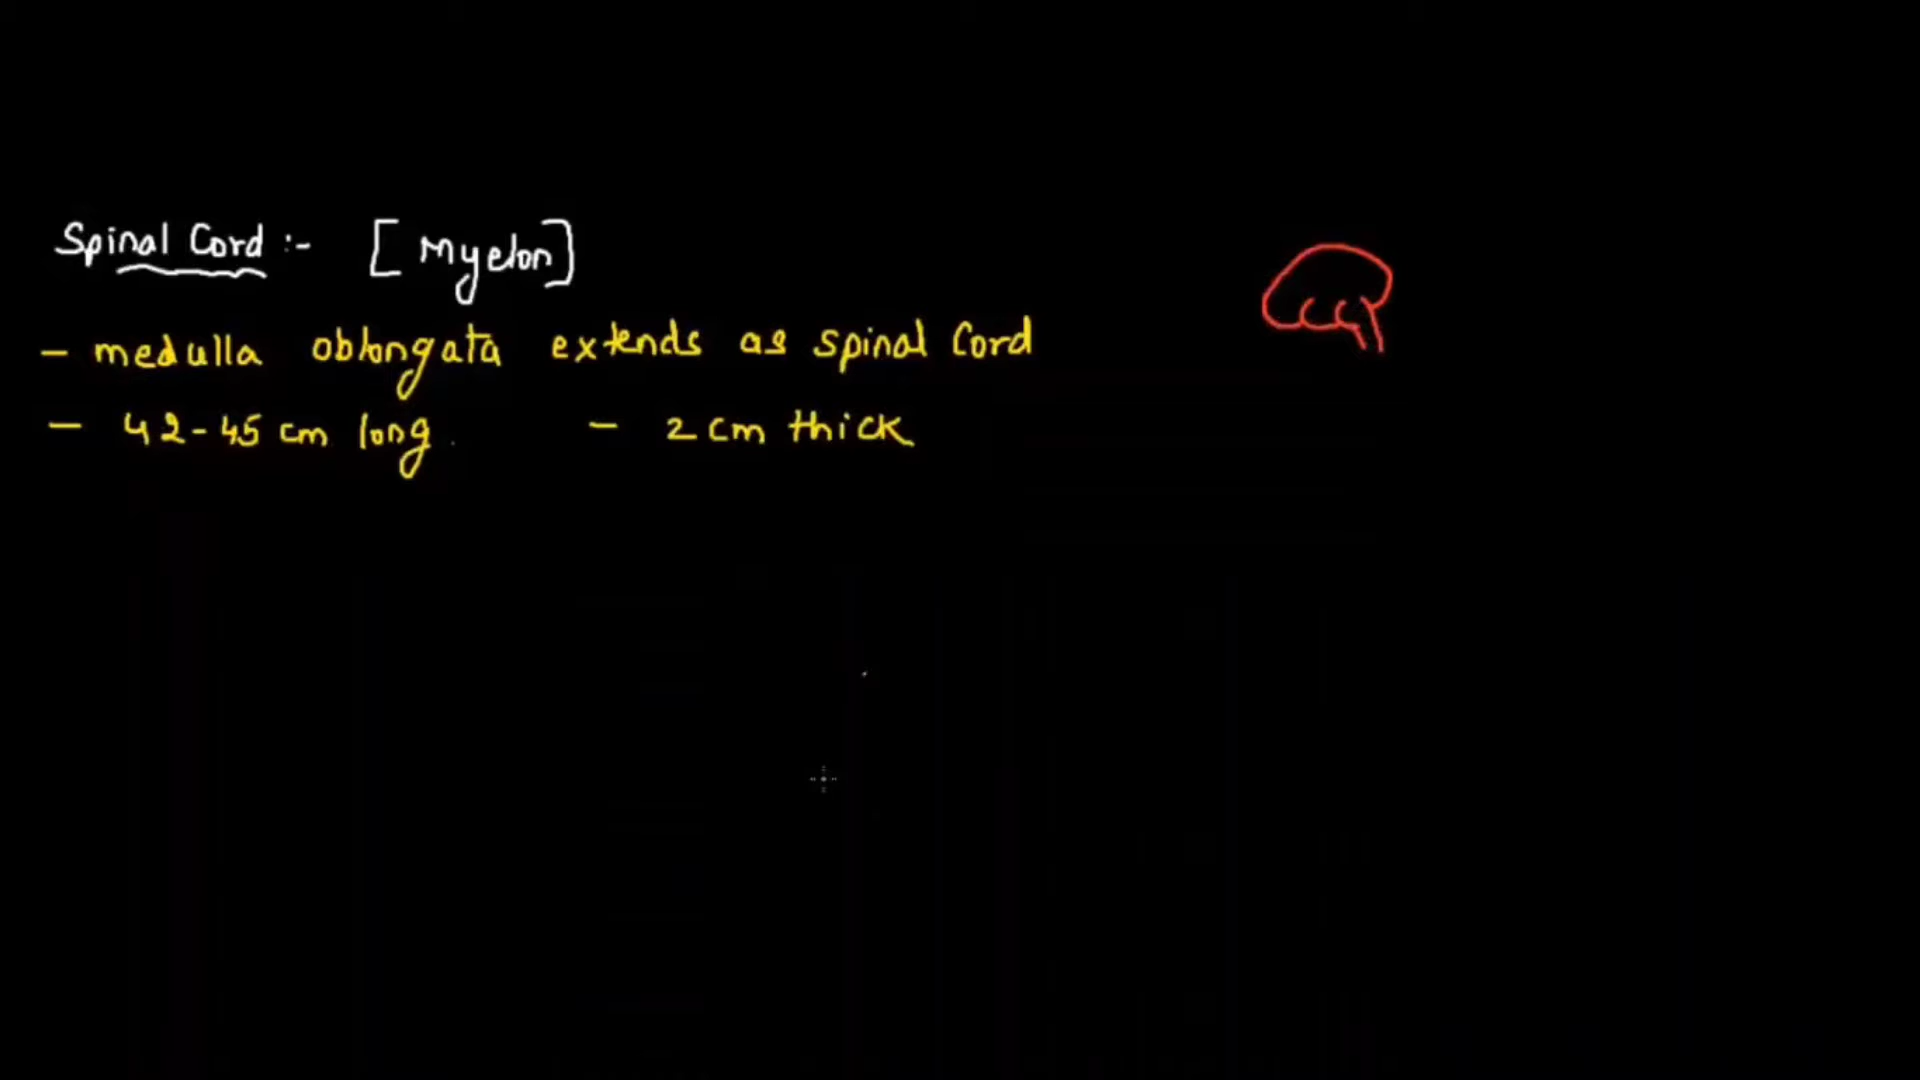 Spinal Cord :- [Myelon]
- medulla oblongata extends as spinal Cord
- 42-45 cm long. - 2 cm thick